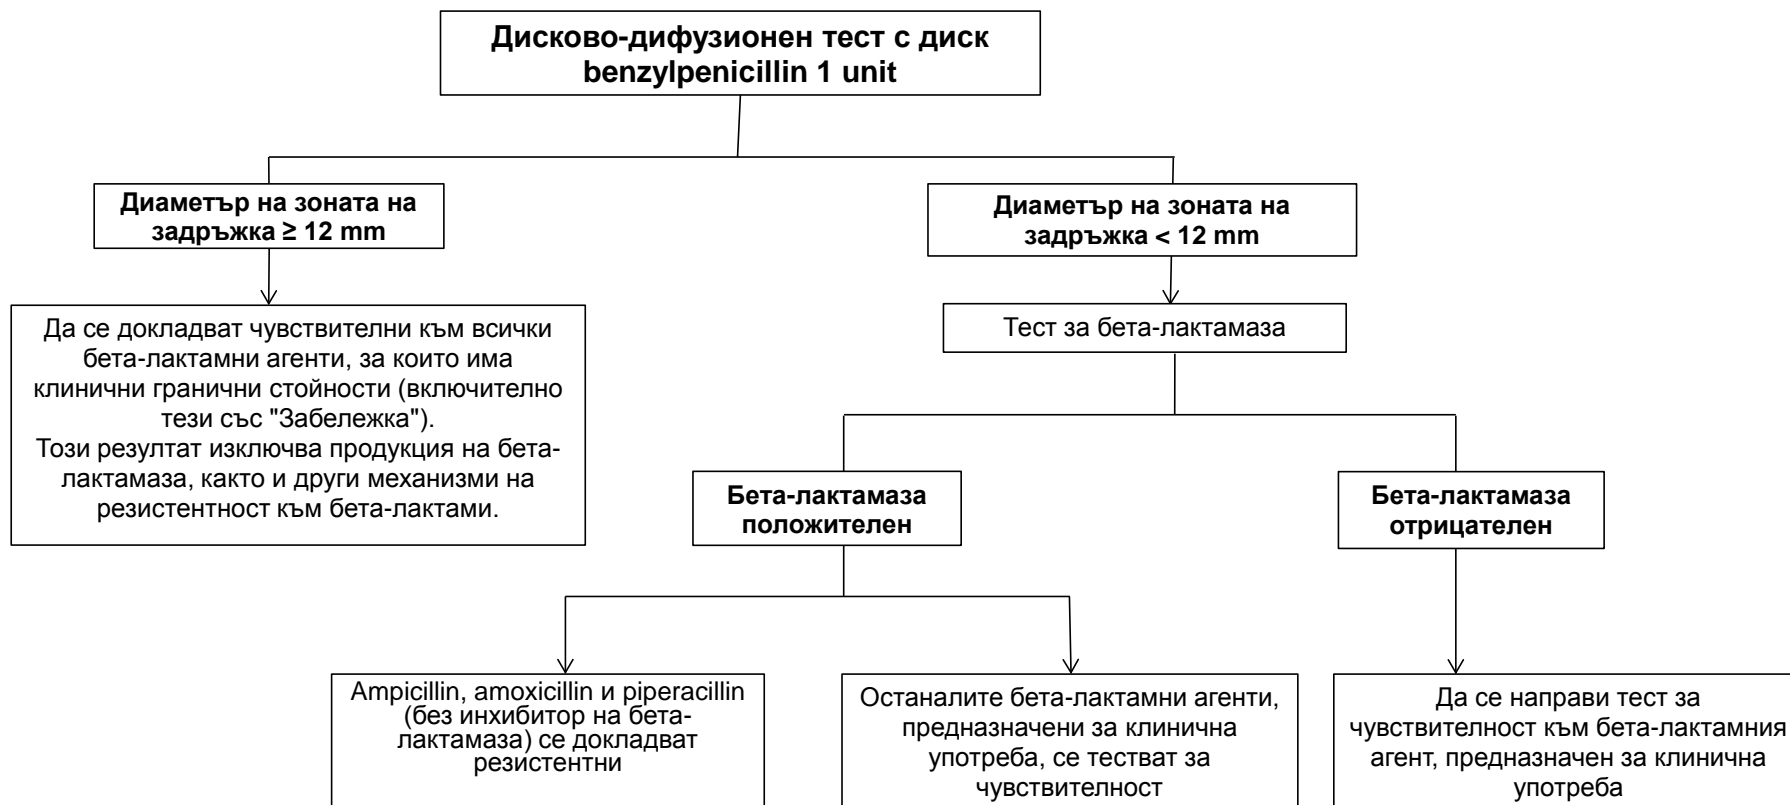 Дисково-дифузионен тест с диск
benzylpenicillin 1 unit
Диаметър на зоната на
задръжка ≥ 12 mm
Диаметър на зоната на
задръжка < 12 mm
Да се докладват чувствителни към всички
бета-лактамни агенти, за които има
клинични гранични стойности (включително
тези със "Забележка").
Този резултат изключва продукция на бета-
лактамаза, както и други механизми на
резистентност към бета-лактами.
Тест за бета-лактамаза
Бета-лактамаза
положителен
Бета-лактамаза
отрицателен
Ampicillin, amoxicillin и piperacillin
(без инхибитор на бета-
лактамаза) се докладват
резистентни
Останалите бета-лактамни агенти,
предназначени за клинична
употреба, се тестват за
чувствителност
Да се направи тест за
чувствителност към бета-лактамния
агент, предназначен за клинична
употреба